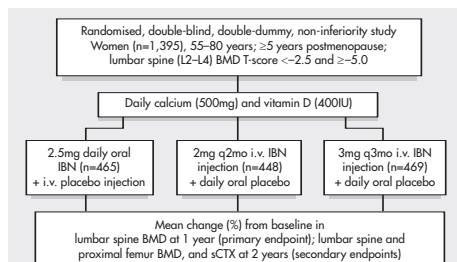 Randomised, double-blind, double-dummy, non-inferiority study
Women (n=1,395), 55–80 years; ≥5 years postmenopause;
lumbar spine (L2–L4) BMD T-score <–2.5 and ≥–5.0
Daily calcium (500mg) and vitamin D (400IU)
2.5mg daily oral
IBN (n=465)
+ i.v. placebo injection
2mg q2mo i.v. IBN
injection (n=448)
+ daily oral placebo
3mg q3mo i.v. IBN
injection (n=469)
+ daily oral placebo
Mean change (%) from baseline in
lumbar spine BMD at 1 year (primary endpoint); lumbar spine and
proximal femur BMD, and sCTX at 2 years (secondary endpoints)